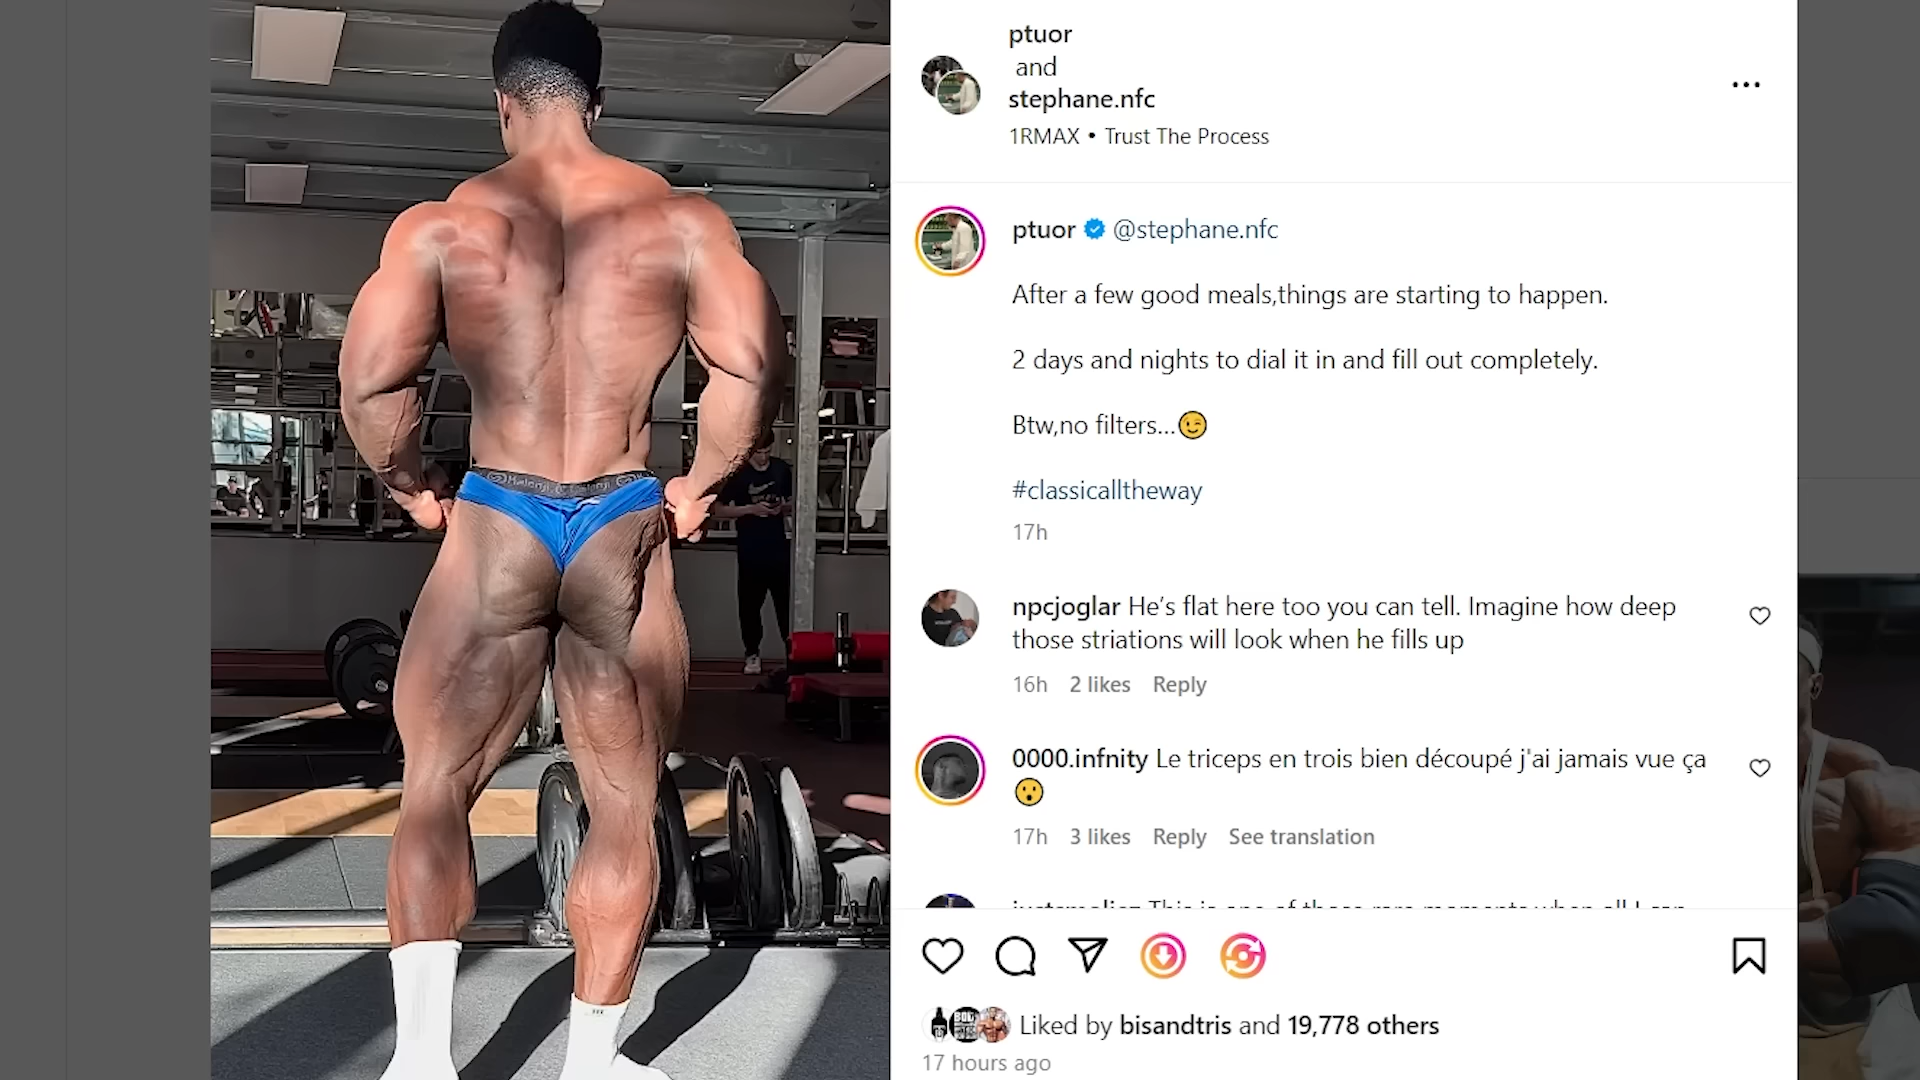 ptuor
and
stephane.nfc
1RMAX • Trust The Process
ptuor @stephane.nfc
After a few good meals,things are starting to happen.
2 days and nights to dial it in and fill out completely.
Btw,no filters...😉
#classicalltheway
17h
npcjoglar He's flat here too you can tell. Imagine how deep
those striations will look when he fills up
16h 2 likes Reply
0000.infnity Le triceps en trois bien découpé j'ai jamais vue ça
😮
17h 3 likes Reply See translation
Liked by bisandtris and 19,778 others
17 hours ago